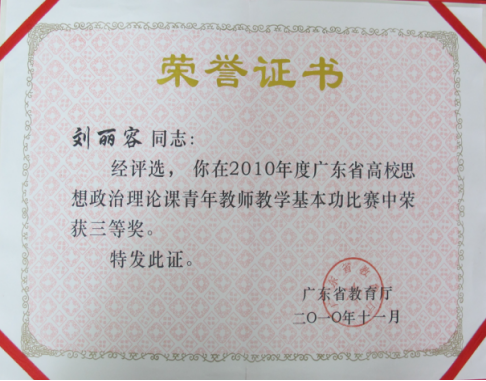 荣誉证书
刘丽容 同志:
经评选，你在2010年度广东省高校思
想政治理论课青年教师教学基本功比赛中荣
获三等奖。
特发此证。
广东省教育厅
二〇一〇年十一月